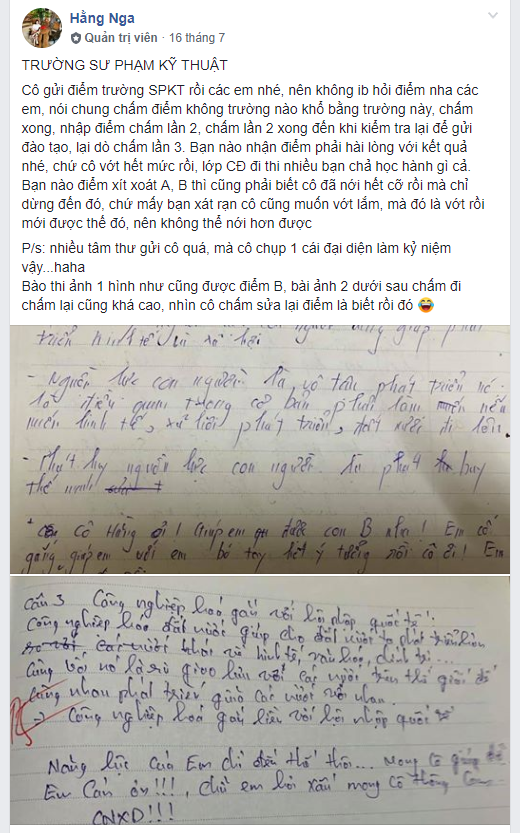 Hằng Nga
Quản trị viên · 16 tháng 7
TRƯỜNG SƯ PHẠM KỸ THUẬT
Cô gửi điểm trường SPKT rồi các em nhé, nên không ib hỏi điểm nha các
em, nói chung chấm điểm không trường nào khổ bằng trường này, chấm
xong, nhập điểm chấm lần 2, chấm lần 2 xong đến khi kiểm tra lại để gửi
đào tạo, lại dò chấm lần 3. Bạn nào nhận điểm phải hài lòng với kết quả
nhé, chứ cô vớt hết mức rồi, lớp CĐ đi thi nhiều bạn chả học hành gì cả.
Bạn nào điểm xít xoát A, B thì cũng phải biết cô đã nới hết cỡ rồi mà chỉ
dừng đến đó, chứ mấy bạn xát rạn cô cũng muốn vớt lắm, mà đó là vớt rồi
mới được thế đó, nên không thể nới hơn được
P/s: nhiều tâm thư gửi cô quá, mà cô chụp 1 cái đại diện làm kỷ niệm
vậy...haha
Bảo thi ảnh 1 hình như cũng được điểm B, bài ảnh 2 dưới sau chấm đi
chấm lại cũng khá cao, nhìn cô chấm sửa lại điểm là biết rồi đó
triển kinh tế xã hội
- Nguồn lực con người là vô tận phát triển nó
là điều quan trọng cơ bản phải làm nếu
muốn kinh tế, xã hội phát triển, đất nước đi lên.
- Phát huy nguồn lực con người là phát huy
thế mạnh
cô Hằng ơi! Giúp em được con B nha! Em cố
gắng giúp em với em bó tay hết ý tưởng rồi cô ơi! Em
Câu 3 Công nghiệp hoá gắn với hội nhập quốc tế:
Công nghiệp hoá đất nước giúp cho đất nước ta phát triển hơn
các nước khác về kinh tế, văn hoá, chính trị...
cùng với nó là sự giao lưu với các nước trên thế giới để
cùng nhau phát triển giữa các nước với nhau.
=> Công nghiệp hoá gắn liền với hội nhập quốc tế
Năng lực của Em chỉ đến thế thôi... mong cô giúp đỡ
Em Cảm ơn!!!, chữ em hơi xấu mong cô thông cảm
CNXD!!!